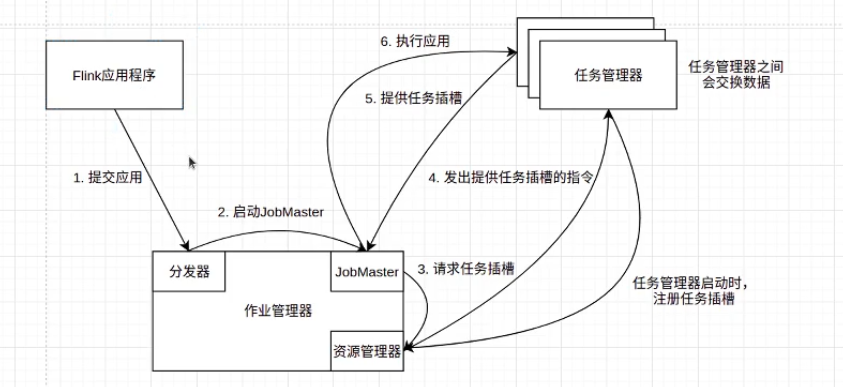 6. 执行应用
Flink应用程序
任务管理器
任务管理器之间
会交换数据
5. 提供任务插槽
1. 提交应用
4. 发出提供任务插槽的指令
2. 启动JobMaster
分发器
JobMaster
3. 请求任务插槽
任务管理器启动时，
注册任务插槽
作业管理器
资源管理器